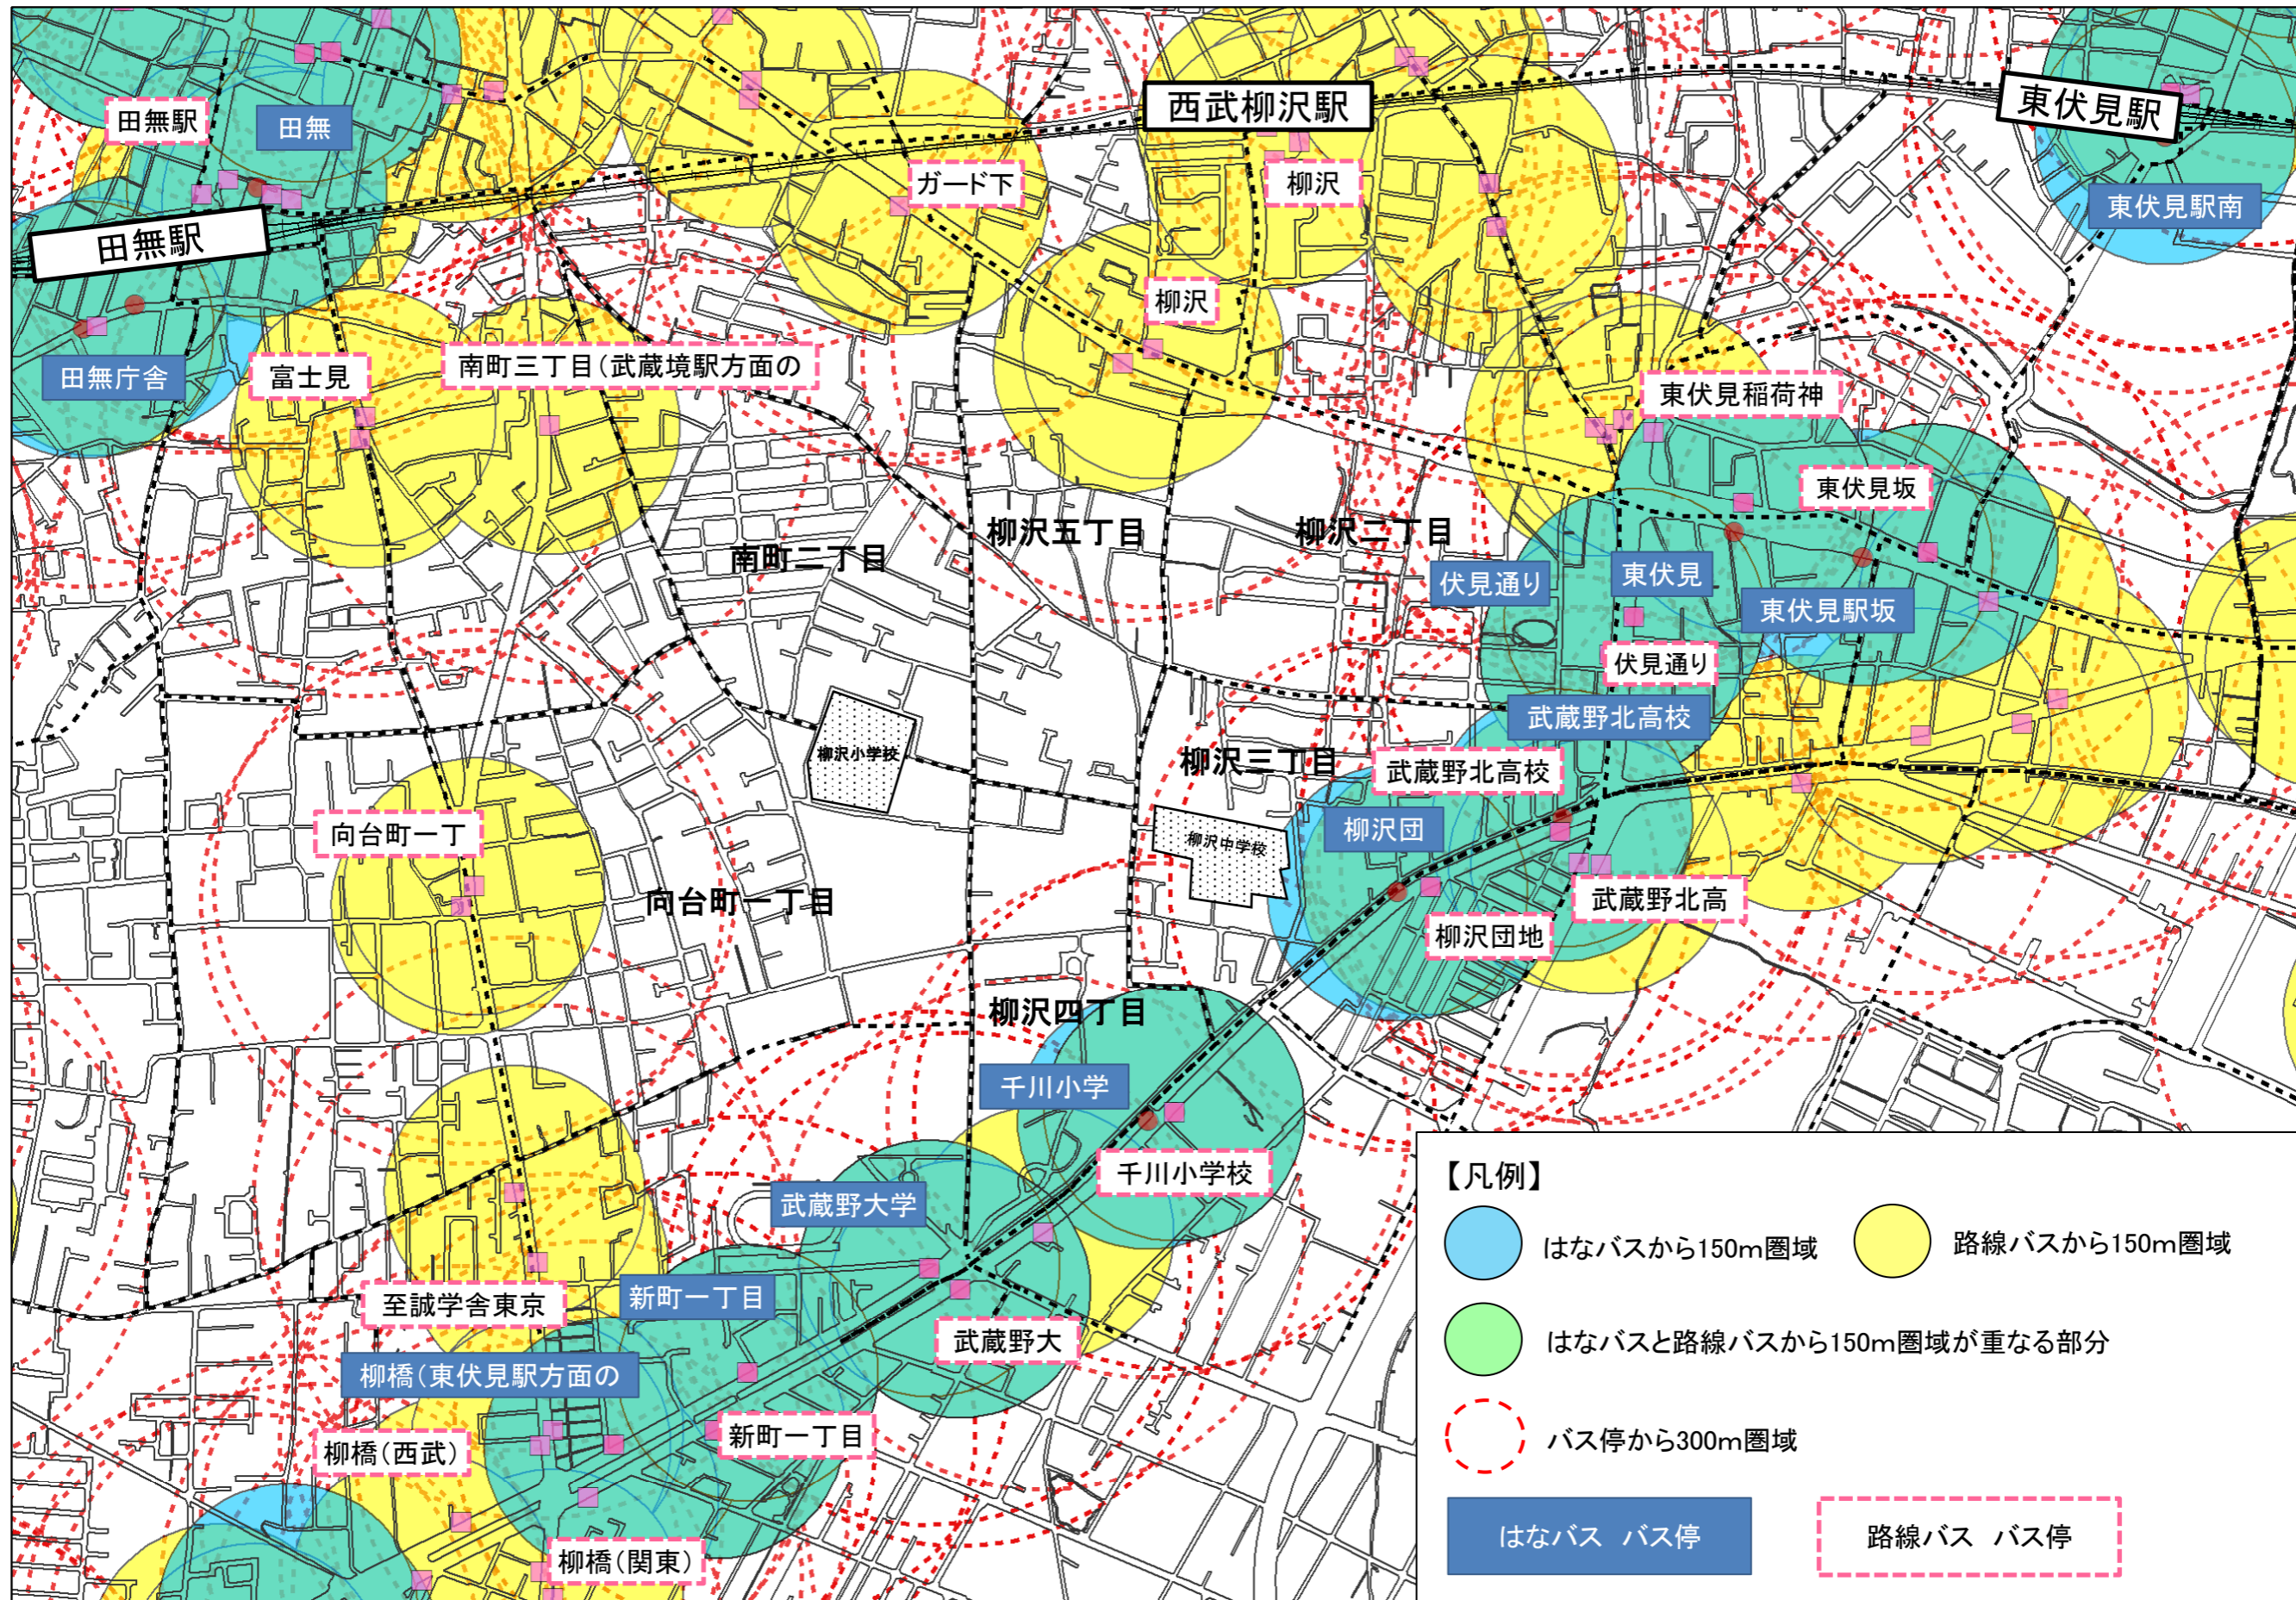 西武柳沢駅
東伏見駅
田無駅
田無
ガード下
柳沢
東伏見駅南
田無駅
柳沢
田無庁舎
富士見
南町三丁目(武蔵境駅方面の
東伏見稲荷神
東伏見坂
南町二丁目
柳沢五丁目
柳沢二丁目
伏見通り
東伏見
東伏見駅坂
伏見通り
武蔵野北高校
柳沢小学校
柳沢三丁目
武蔵野北高校
向台町一丁
柳沢団
柳沢中学校
向台町一丁目
武蔵野北高
柳沢団地
柳沢四丁目
千川小学
千川小学校
武蔵野大学
至誠学舎東京
新町一丁目
武蔵野大
柳橋(東伏見駅方面の
柳橋(西武)
新町一丁目
柳橋(関東)
【凡例】
はなバスから150m圏域
路線バスから150m圏域
はなバスと路線バスから150m圏域が重なる部分
バス停から300m圏域
はなバス バス停
路線バス バス停